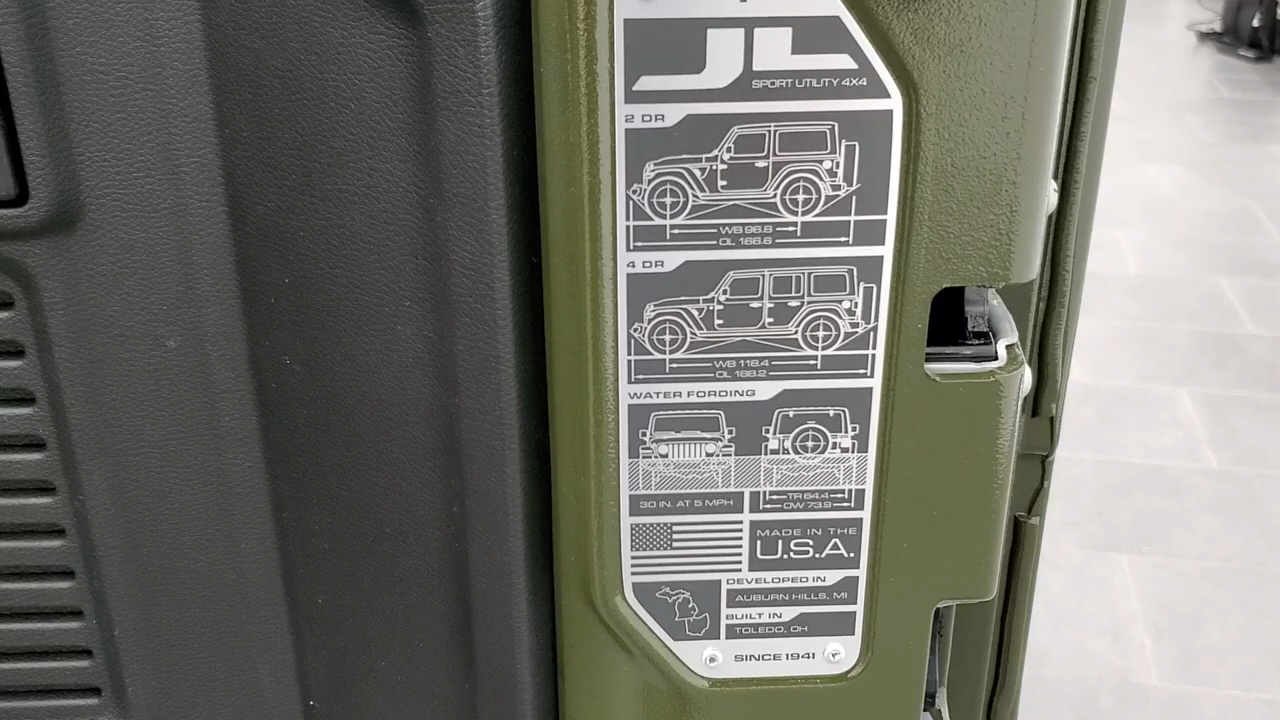 JL
SPORT UTILITY 4X4
2 DR
WB 96.8
OL 166.6
4 DR
WB 118.4
OL 188.2
WATER FORDING
30 IN. AT 5 MPH
TR 64.4
OW 73.9
MADE IN THE
U.S.A.
DEVELOPED IN
AUBURN HILLS, MI
BUILT IN
TOLEDO, OH
SINCE 1941